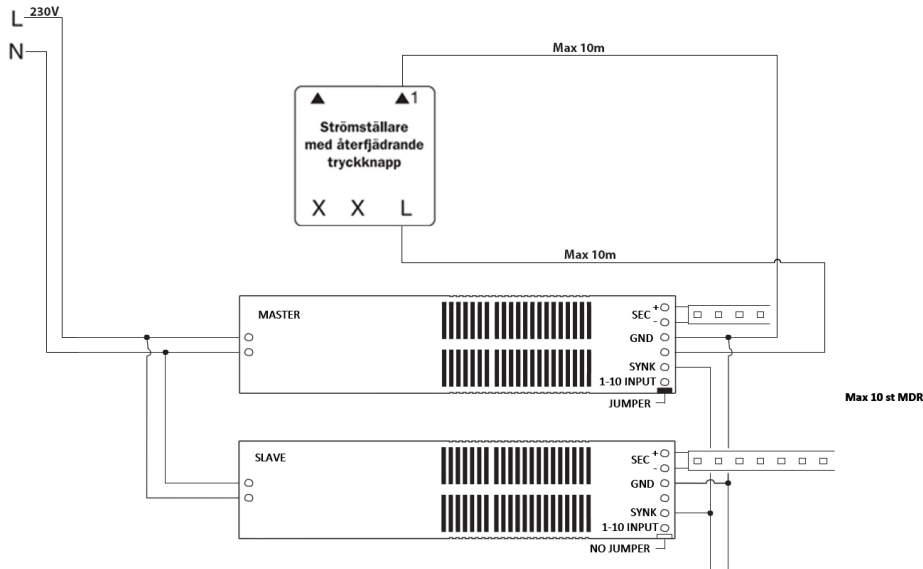 L 230V
N
Max 10m
▲ ▲1
Strömställare
med återfjädrande
tryckknapp
X X L
Max 10m
MASTER
SEC + -
GND
SYNK
1-10 INPUT
JUMPER
Max 10 st MDR
SLAVE
SEC + -
GND
SYNK
1-10 INPUT
NO JUMPER